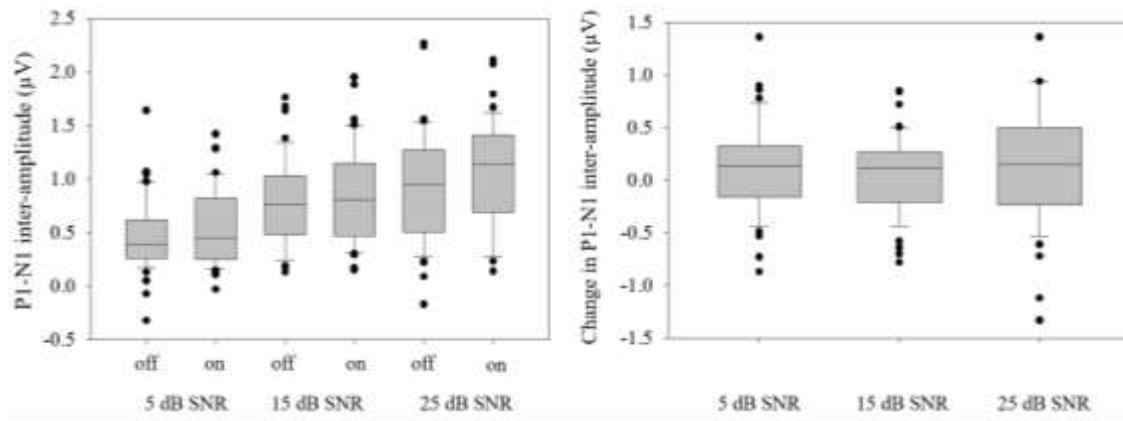 P1-N1 inter-amplitude (µV)
2.5
2.0
1.5
1.0
0.5
0.0
-0.5
off
on
off
on
off
on
5 dB SNR
15 dB SNR
25 dB SNR
Change in P1-N1 inter-amplitude (µV)
1.5
1.0
0.5
0.0
-0.5
-1.0
-1.5
5 dB SNR
15 dB SNR
25 dB SNR